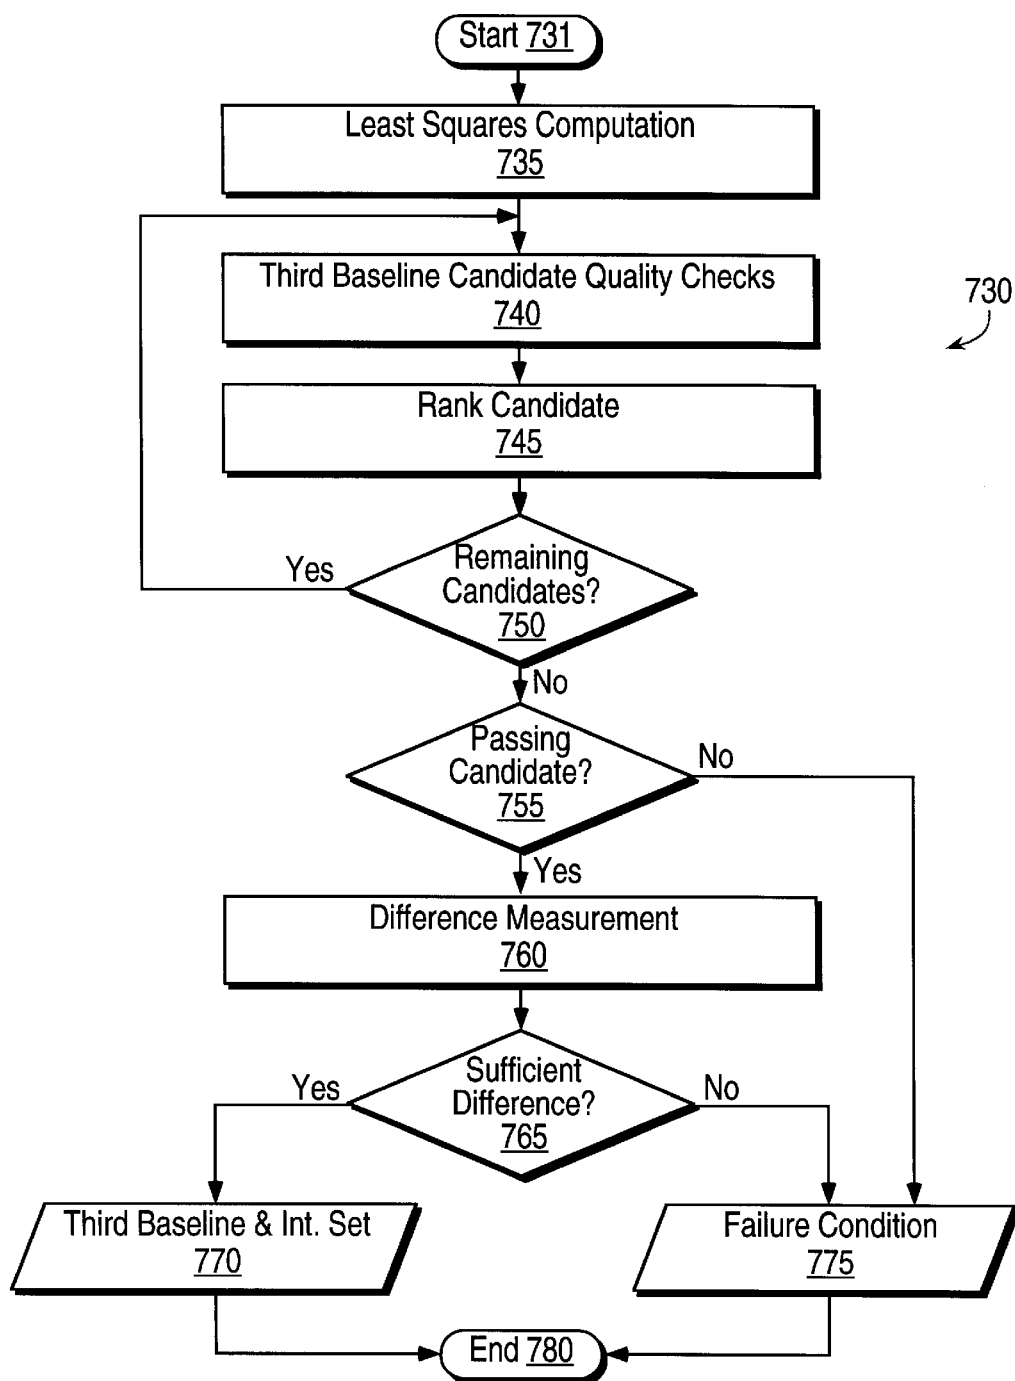 Start 731
Least Squares Computation
735
Third Baseline Candidate Quality Checks
740
730
Rank Candidate
745
Yes
Remaining
Candidates?
750
No
Passing
Candidate?
755
No
Yes
Difference Measurement
760
Yes
Sufficient
Difference?
765
No
Third Baseline & Int. Set
770
Failure Condition
775
End 780